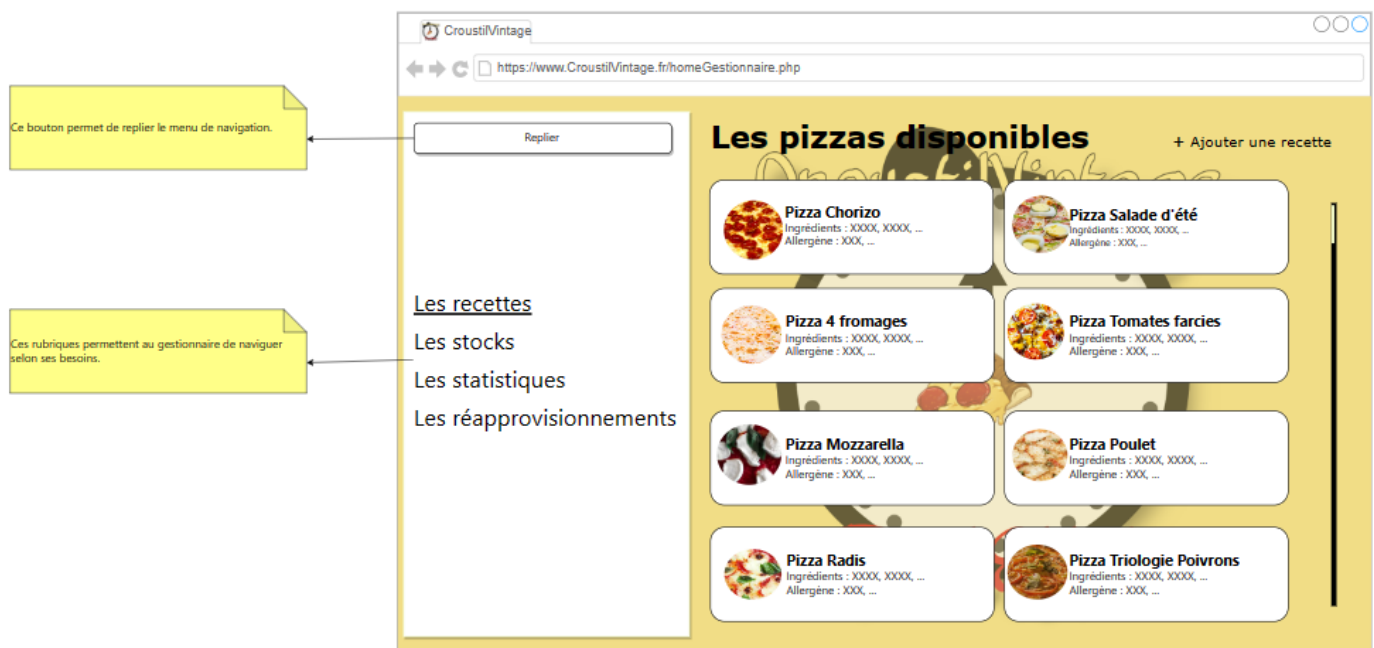 CroustilVintage
https://www.CroustilVintage.fr/homeGestionnaire.php
Ce bouton permet de replier le menu de navigation.
Replier
Les pizzas disponibles
+ Ajouter une recette
CroustilVintage
Pizza Chorizo
Ingrédients : XXXX, XXXX, ...
Allergène : XXX, ...
Pizza Salade d'été
Ingrédients : XXXX, XXXX, ...
Allergène : XXX, ...
Ces rubriques permettent au gestionnaire de naviguer
selon ses besoins.
Les recettes
Les stocks
Les statistiques
Les réapprovisionnements
Pizza 4 fromages
Ingrédients : XXXX, XXXX, ...
Allergène : XXX, ...
Pizza Tomates farcies
Ingrédients : XXXX, XXXX, ...
Allergène : XXX, ...
Pizza Mozzarella
Ingrédients : XXXX, XXXX, ...
Allergène : XXX, ...
Pizza Poulet
Ingrédients : XXXX, XXXX, ...
Allergène : XXX, ...
Pizza Radis
Ingrédients : XXXX, XXXX, ...
Allergène : XXX, ...
Pizza Triologie Poivrons
Ingrédients : XXXX, XXXX, ...
Allergène : XXX, ...